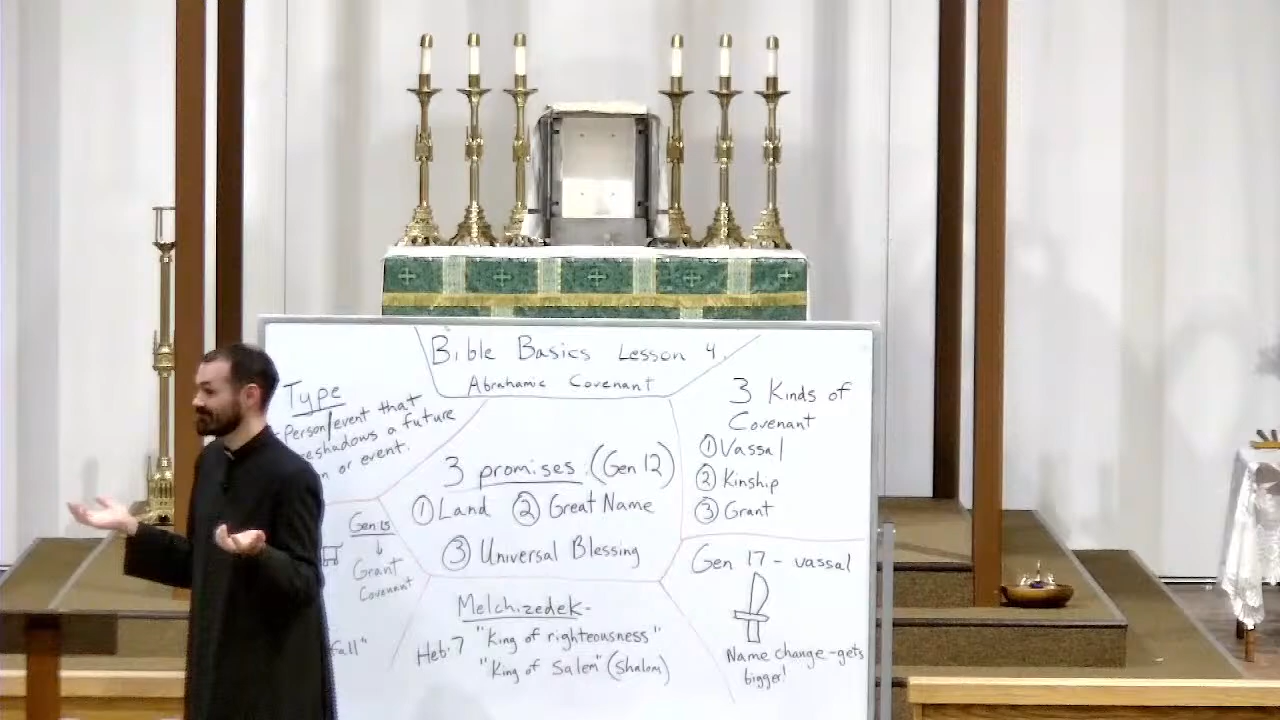 Bible Basics Lesson 4
Abrahamic Covenant
Type
Person/event that
eshadows a future
n or event.
3 promises: (Gen 12)
① Land ② Great Name
③ Universal Blessing
3 Kinds of
Covenant
① Vassal
② Kinship
③ Grant
Gen 15
↓
Grant
Covenant
fall"
Melchizedek-
Heb. 7 "King of righteousness"
"King of Salem" (Shalom)
Gen 17 - vassal
Name change - gets
bigger!